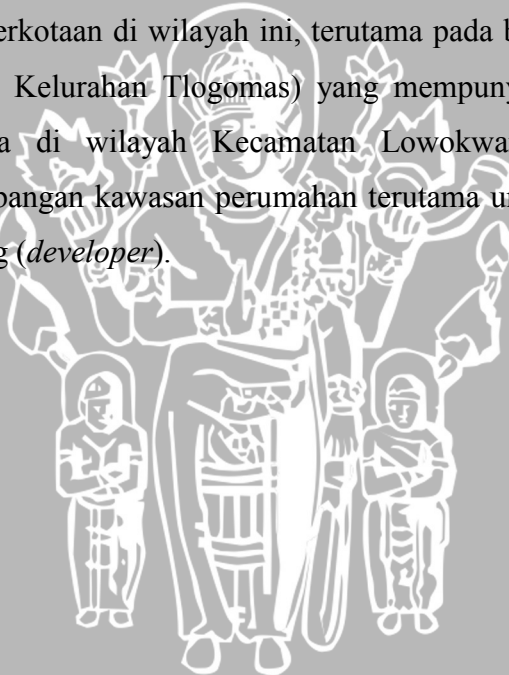 erkotaan di wilayah ini, terutama pada b
Kelurahan Tlogomas) yang mempuny
a di wilayah Kecamatan Lowokwa
bangan kawasan perumahan terutama u
g (developer).